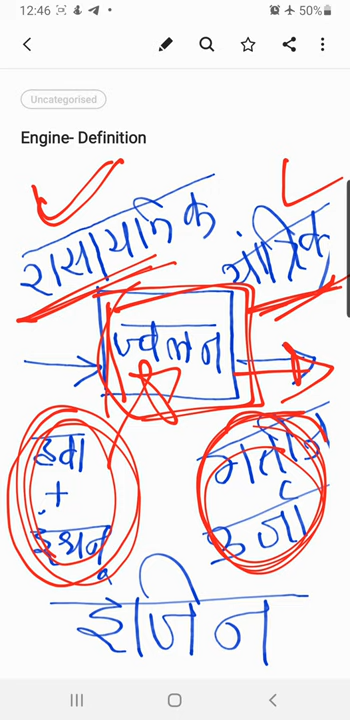 12:46
50%
Uncategorised
Engine- Definition
रासायनिक यांत्रिक
ज्वलन
हवा
+
इंधन
गतीज
ऊर्जा
इंजिन